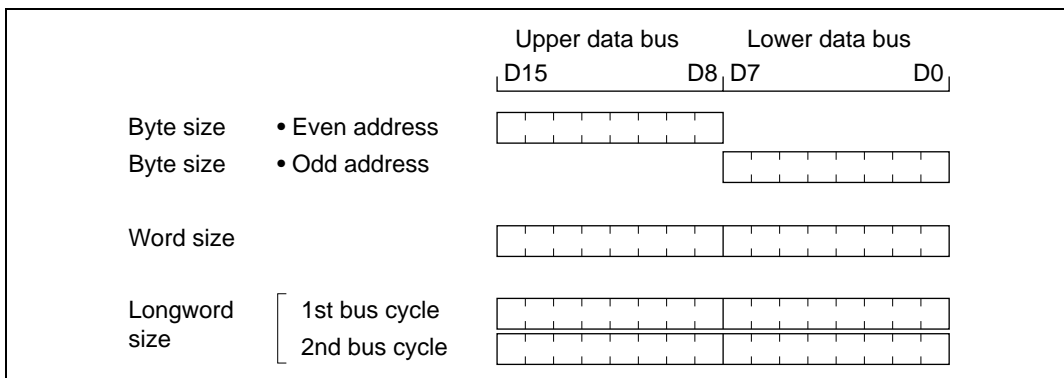 Upper data bus Lower data bus
D15 D8 D7 D0
Byte size • Even address
Byte size • Odd address
Word size
Longword size 1st bus cycle
2nd bus cycle